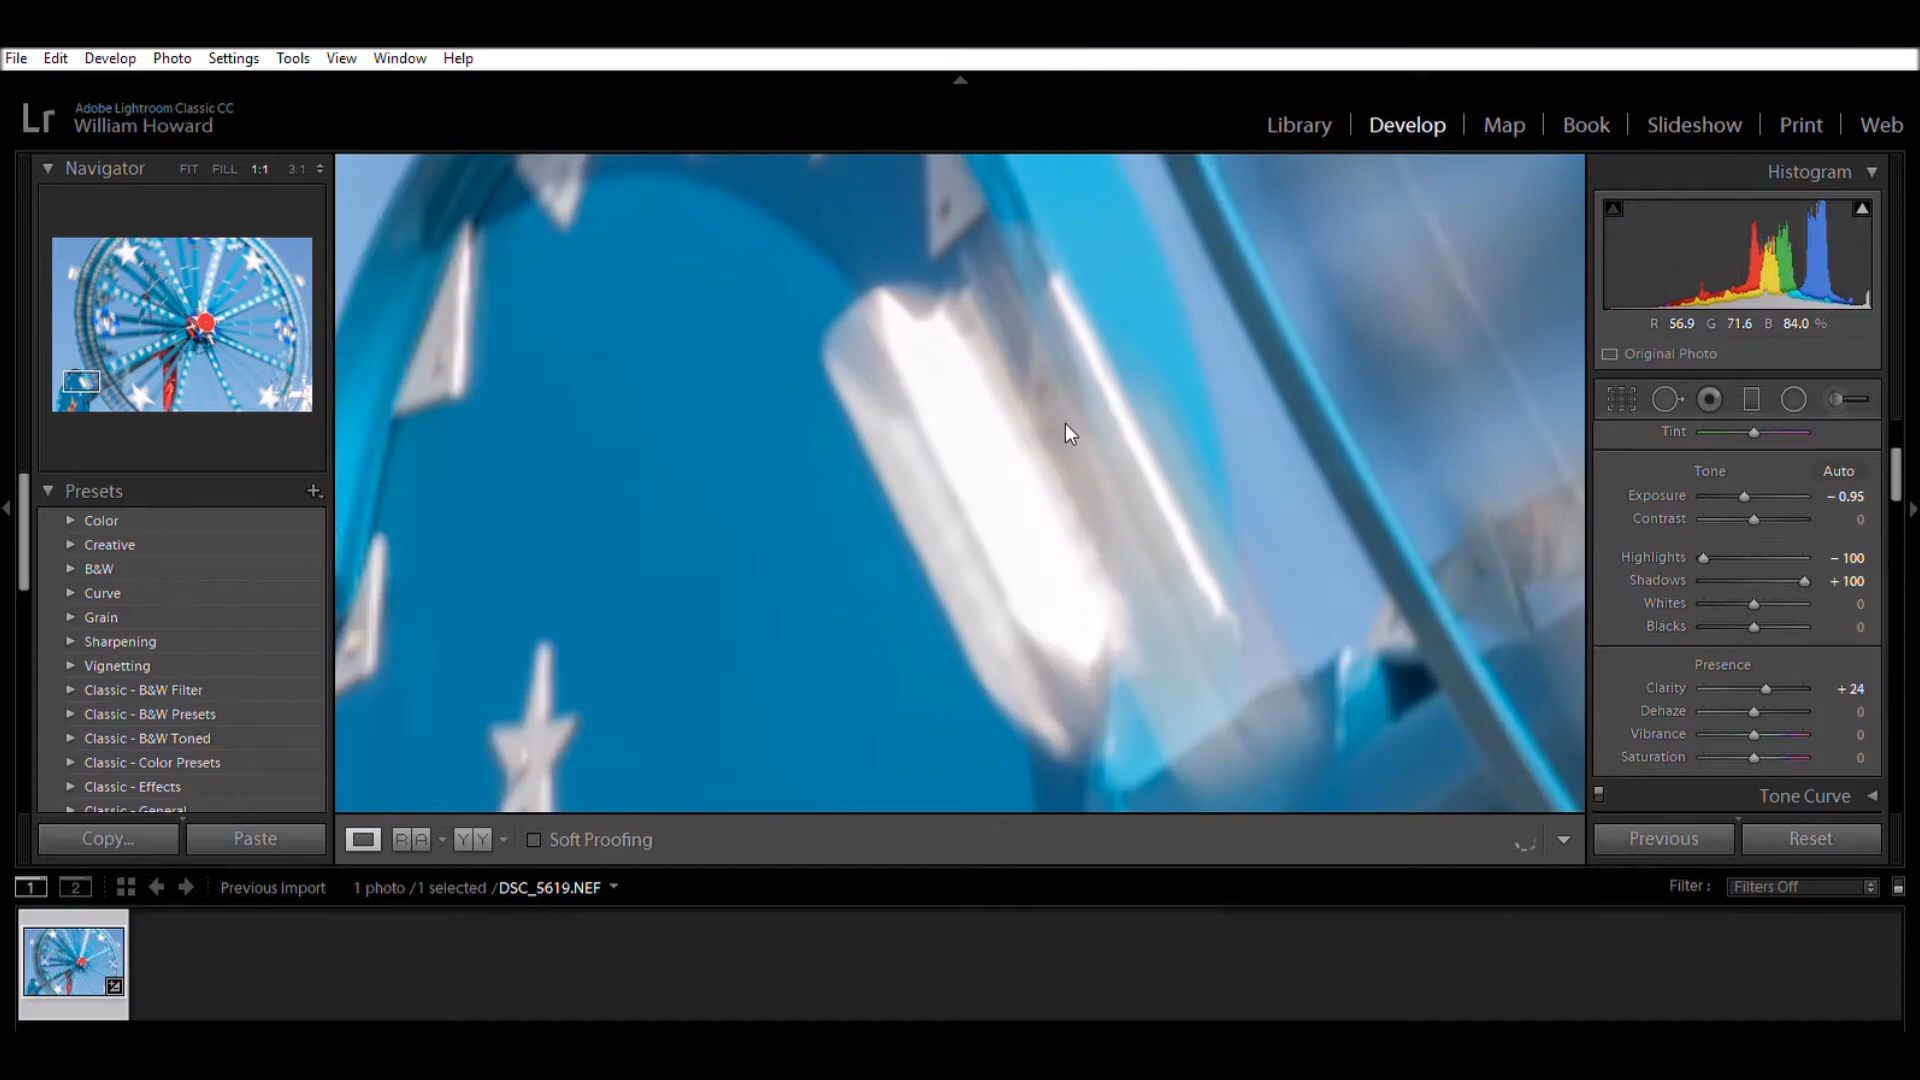 File Edit Develop Photo Settings Tools View Window Help
Lr Adobe Lightroom Classic CC
William Howard
Library | Develop | Map | Book | Slideshow | Print | Web
Navigator FIT FILL 1:1 3:1
Histogram
R 56.9 G 71.6 B 84.0 %
Original Photo
Tint
Tone Auto
Exposure - 0.95
Contrast 0
Highlights - 100
Shadows + 100
Whites 0
Blacks 0
Presence
Clarity + 24
Dehaze 0
Vibrance 0
Saturation 0
Tone Curve
Previous Reset
Presets +
Color
Creative
B&W
Curve
Grain
Sharpening
Vignetting
Classic - B&W Filter
Classic - B&W Presets
Classic - B&W Toned
Classic - Color Presets
Classic - Effects
Classic - General
Copy... Paste
R A Y Y Soft Proofing
1 2 Previous Import 1 photo /1 selected /DSC_5619.NEF
Filter : Filters Off